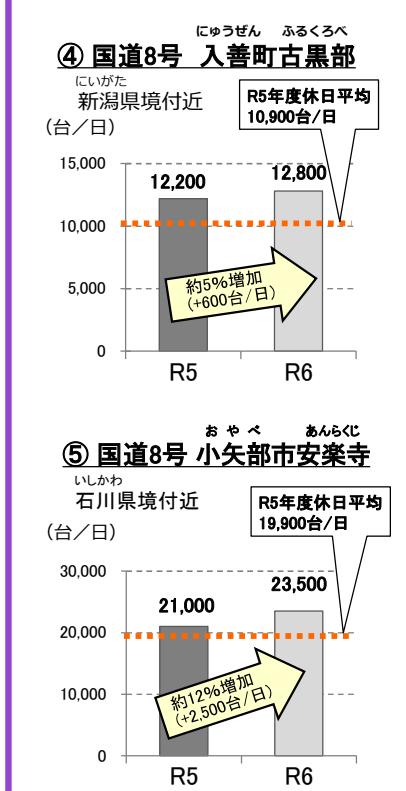 にゅうぜん ふるくろべ
④ 国道8号 入善町古黒部
にいがた
新潟県境付近
(台/日)
R5年度休日平均
10,900台/日
15,000
12,200
12,800
10,000
約5%増加
(+600台/日)
5,000
0
R5 R6
おやべ あんらくじ
⑤ 国道8号 小矢部市安楽寺
いしかわ
石川県境付近
(台/日)
R5年度休日平均
19,900台/日
30,000
21,000
23,500
20,000
約12%増加
(+2,500台/日)
10,000
0
R5 R6